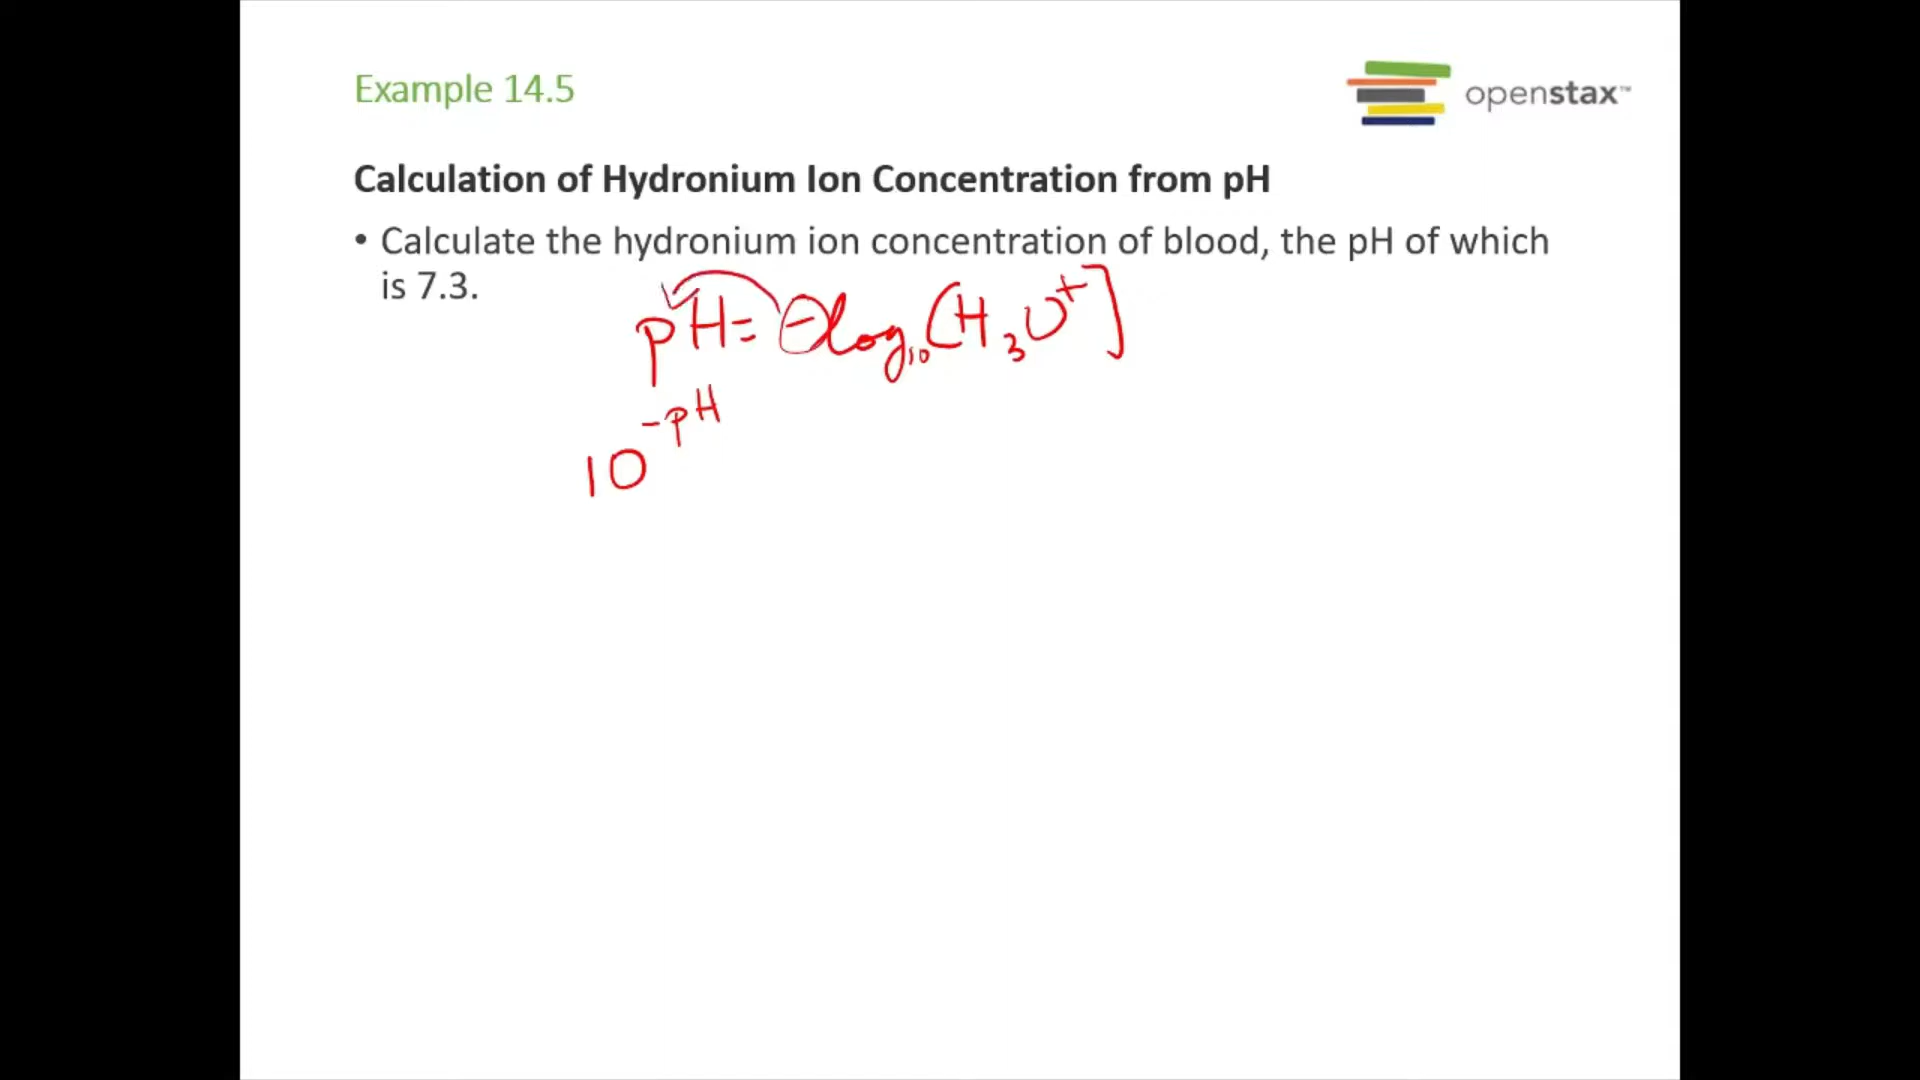 Example 14.5
openstax™
Calculation of Hydronium Ion Concentration from pH
• Calculate the hydronium ion concentration of blood, the pH of which
is 7.3.
pH = -log₁₀[H₃O⁺]
10⁻ᵖᴴ